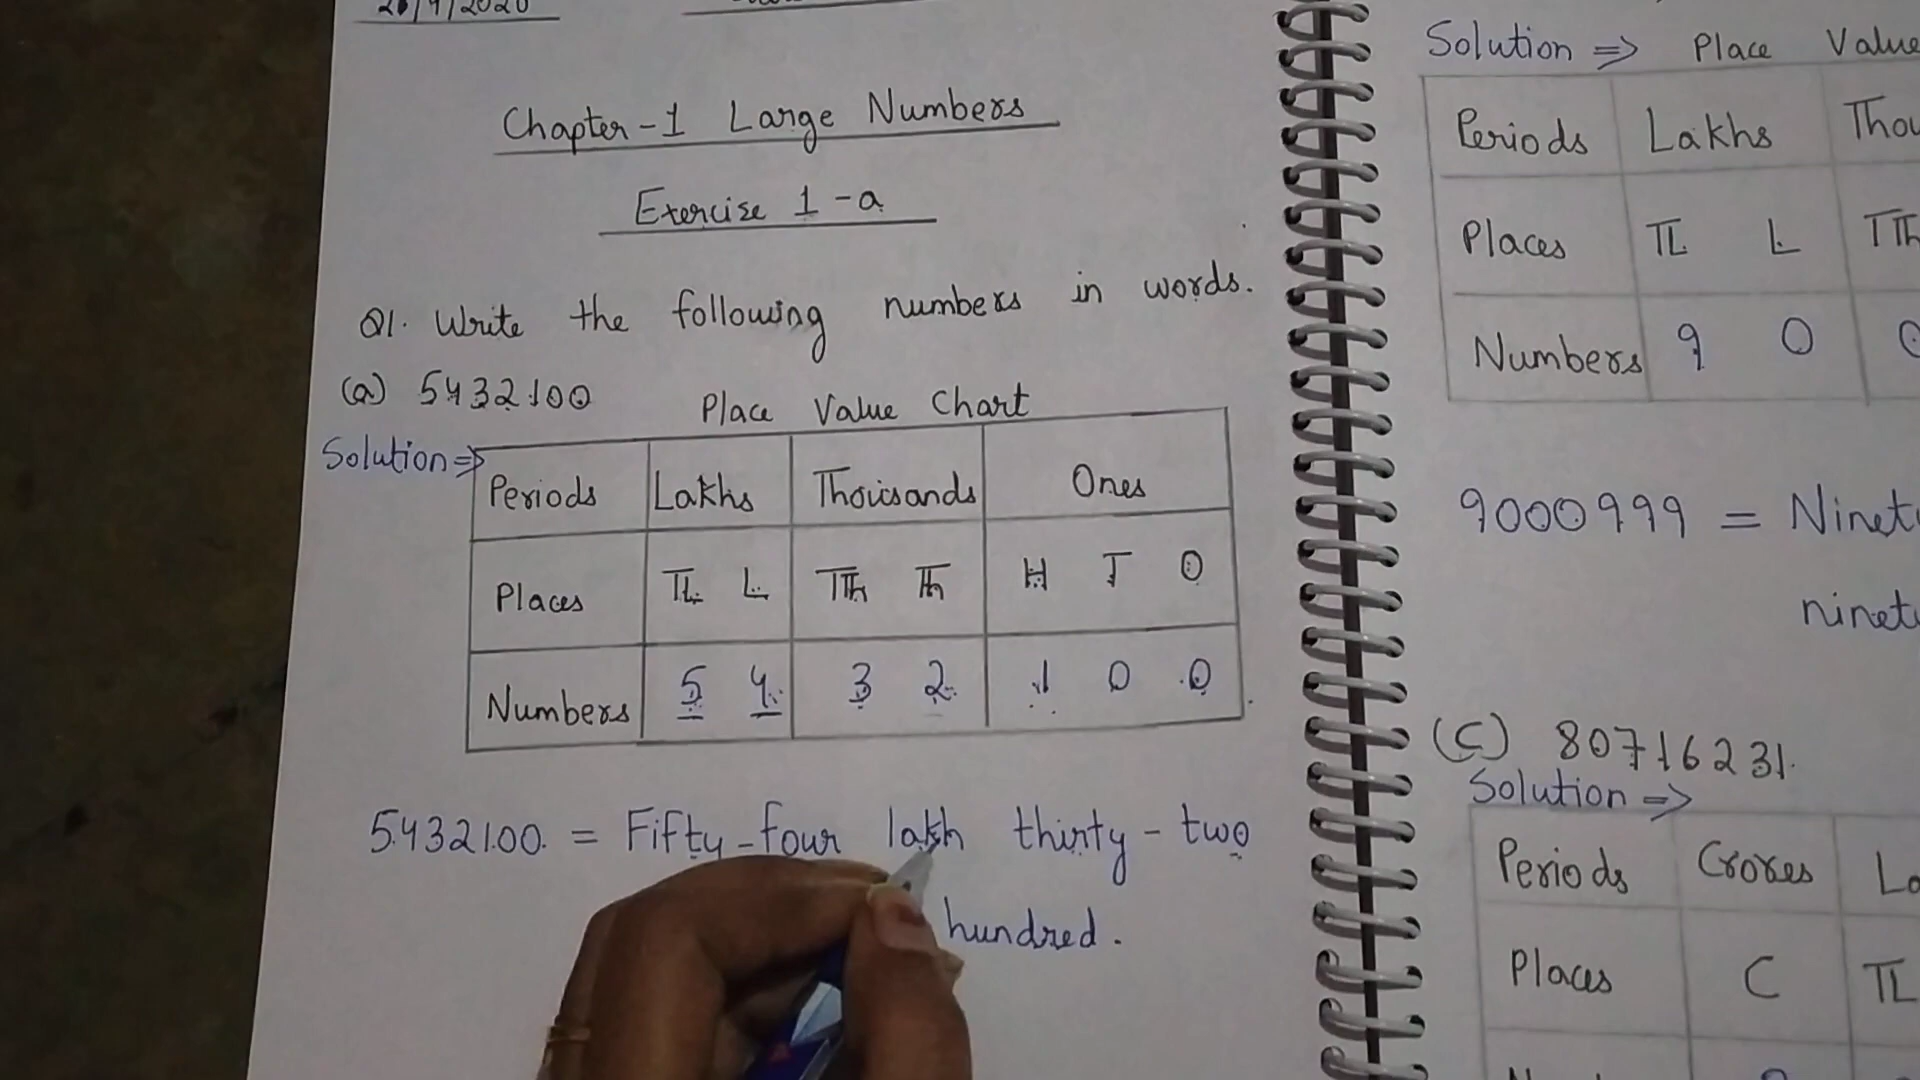 Chapter-1 Large Numbers
Exercise 1-a
Q1. Write the following numbers in words.
(a) 5432100
Place Value Chart
Solution ⇒
Periods Lakhs Thousands Ones
Places TL L TTh Th H T O
Numbers 5 4 3 2 1 0 0
5432100 = Fifty-four lakh thirty-two
hundred.
Solution ⇒ Place Value
Periods Lakhs
Places TL L TTh
Numbers 9 0
9000999 =
(C) 80716231.
Solution ⇒
Periods Crores
Places C TL